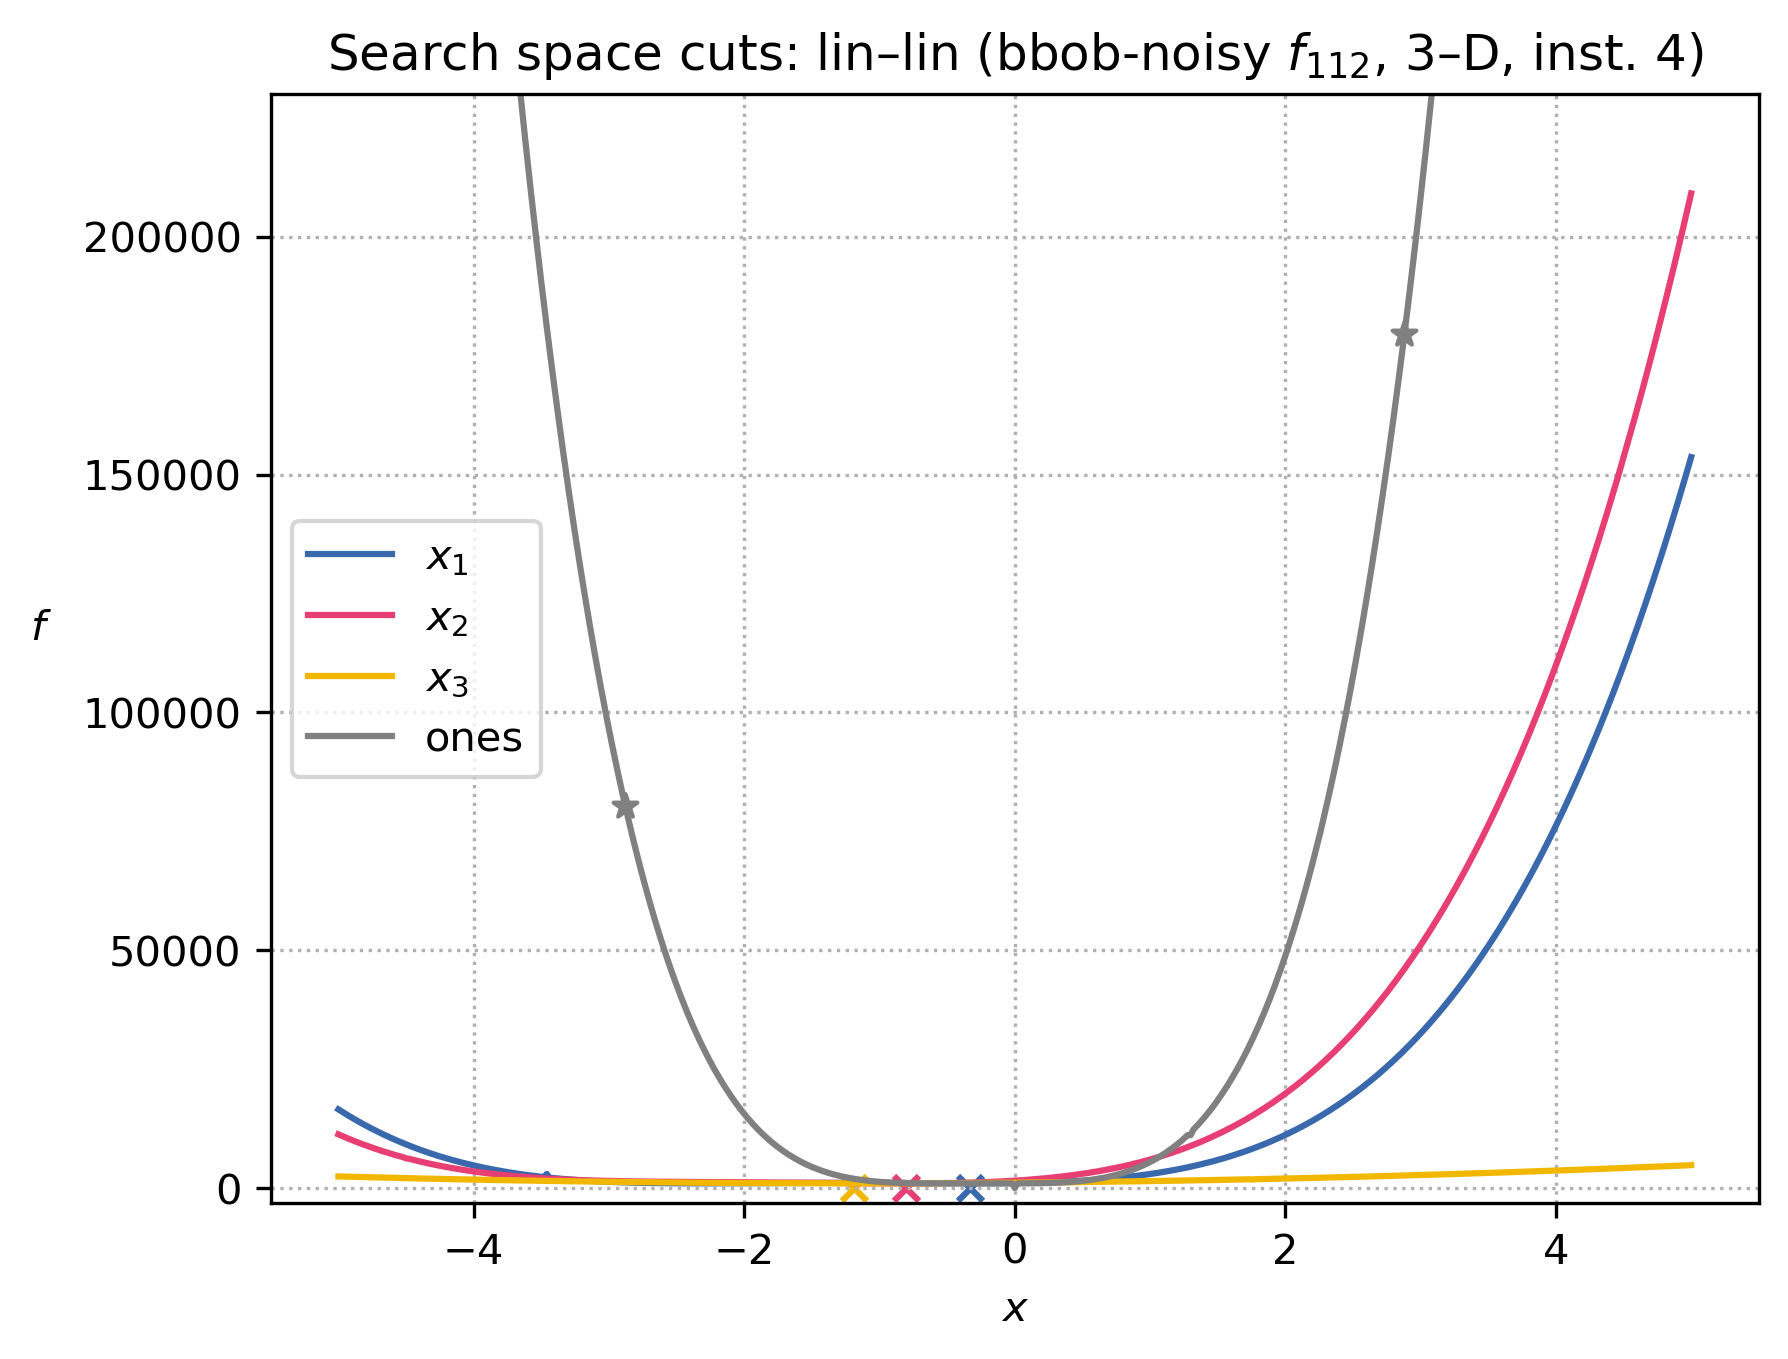 Search space cuts: lin–lin (bbob-noisy f₁₁₂, 3–D, inst. 4)
200000
150000
100000
50000
0
f
x₁
x₂
x₃
ones
−4 −2 0 2 4
x